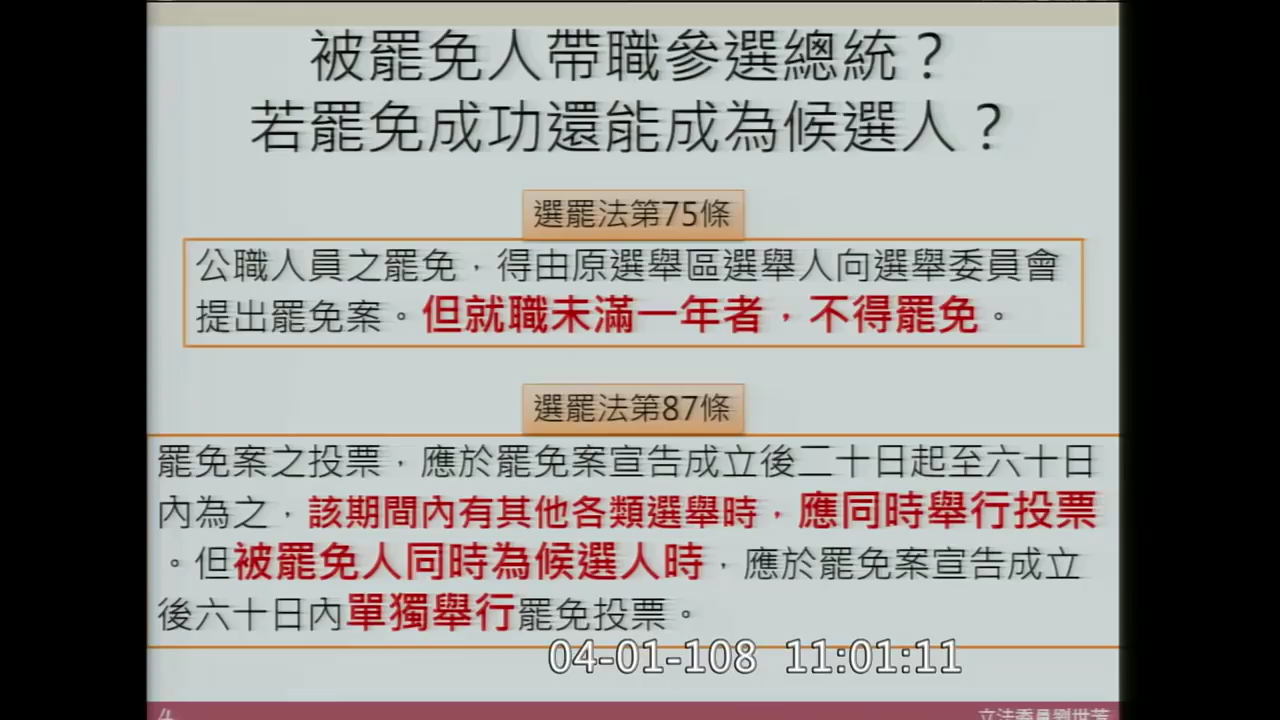 被罷免人帶職參選總統？
若罷免成功還能成為候選人？
選罷法第75條
公職人員之罷免，得由原選舉區選舉人向選舉委員會
提出罷免案。但就職未滿一年者，不得罷免。
選罷法第87條
罷免案之投票，應於罷免案宣告成立後二十日起至六十日
內為之，該期間內有其他各類選舉時，應同時舉行投票
。但被罷免人同時為候選人時，應於罷免案宣告成立
後六十日內單獨舉行罷免投票。
04-01-108 11:01:11
立法委員劉世芳